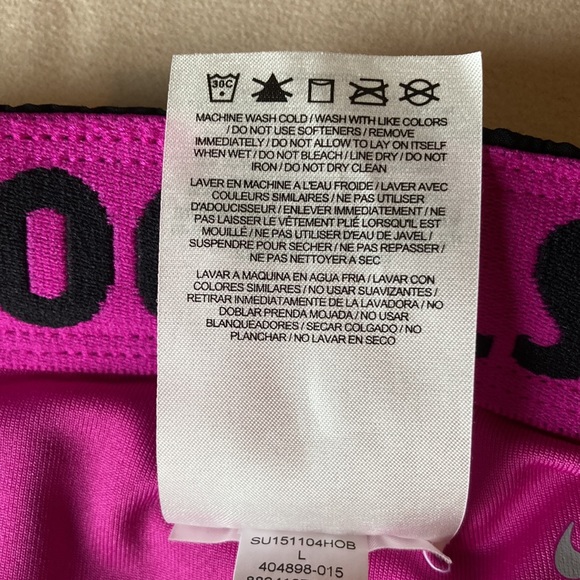 30C
MACHINE WASH COLD / WASH WITH LIKE COLORS
/ DO NOT USE SOFTENERS / REMOVE
IMMEDIATELY / DO NOT ALLOW TO LAY ON ITSELF
WHEN WET / DO NOT BLEACH / LINE DRY / DO NOT
IRON / DO NOT DRY CLEAN
LAVER EN MACHINE A L'EAU FROIDE / LAVER AVEC
COULEURS SIMILAIRES / NE PAS UTILISER
D'ADOUCISSEUR / ENLEVER IMMEDIATEMENT / NE
PAS LAISSER LE VÊTEMENT PLIÉ LORSQU'IL EST
MOUILLÉ / NE PAS UTILISER D'EAU DE JAVEL /
SUSPENDRE POUR SECHER / NE PAS REPASSER /
NE PAS NETTOYER A SEC
LAVAR A MAQUINA EN AGUA FRIA / LAVAR CON
COLORES SIMILARES / NO USAR SUAVIZANTES /
RETIRAR INMEDIATAMENTE DE LA LAVADORA / NO
DOBLAR PRENDA MOJADA / NO USAR
BLANQUEADORES / SECAR COLGADO / NO
PLANCHAR / NO LAVAR EN SECO
SU151104HOB
L
404898-015